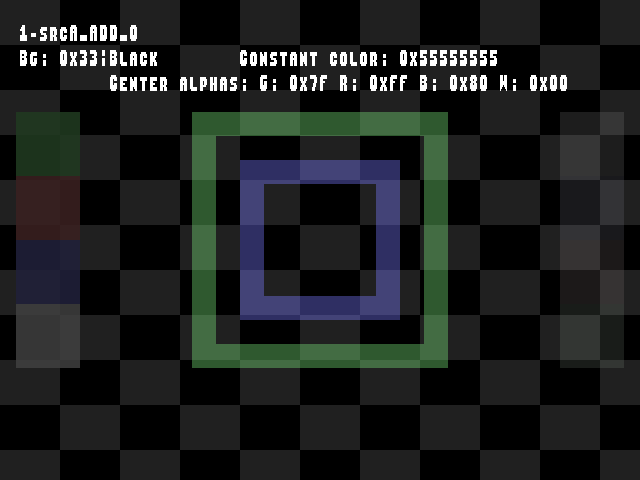 1-srcA_ADD_0
Bg: 0x33;Black Constant color: 0x55555555
Center alphas: G: 0x7f R: 0xff B: 0x80 W: 0x00